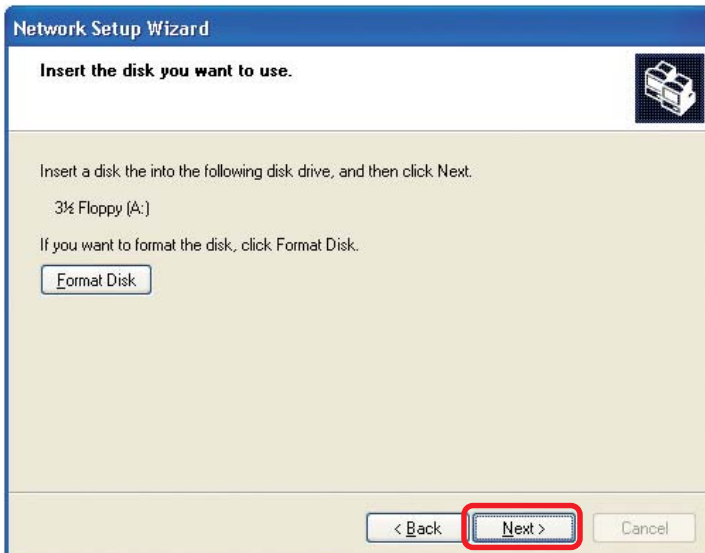 Network Setup Wizard
Insert the disk you want to use.
Insert a disk the into the following disk drive, and then click Next.
3½ Floppy (A:)
If you want to format the disk, click Format Disk.
Format Disk
< Back
Next >
Cancel